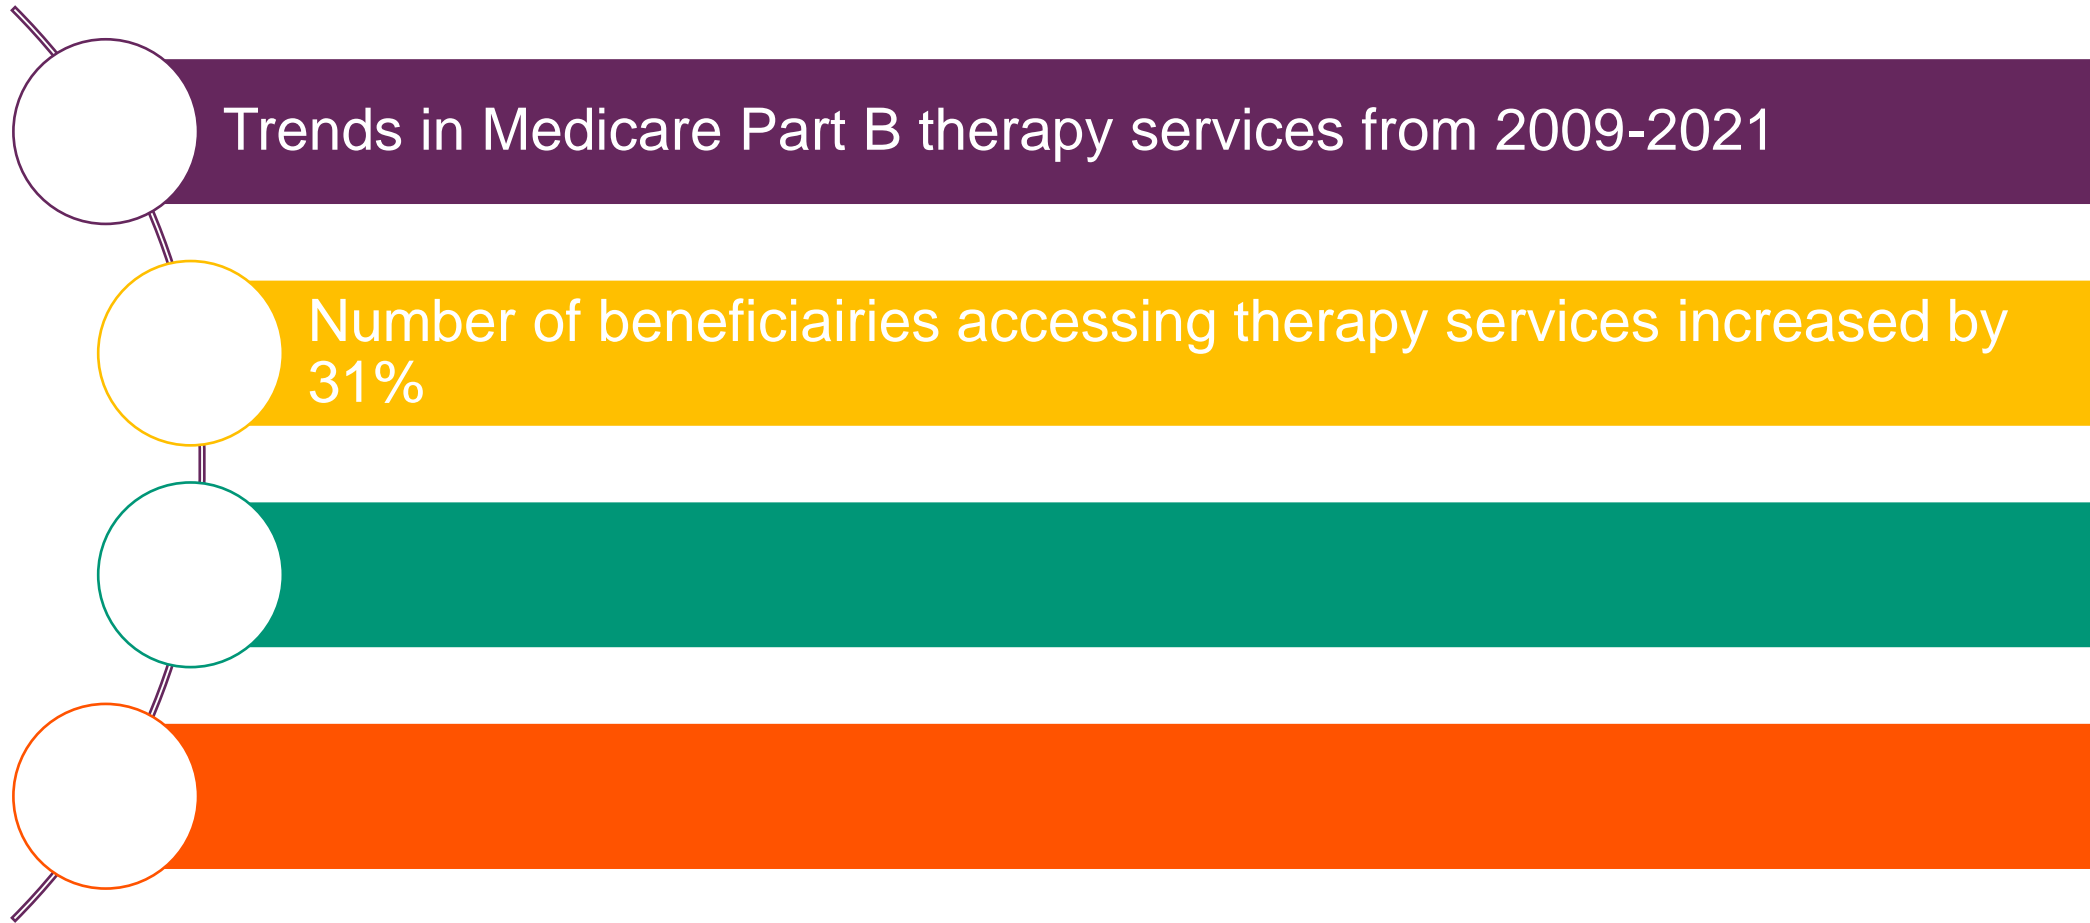 Trends in Medicare Part B therapy services from 2009-2021
Number of beneficiairies accessing therapy services increased by
31%